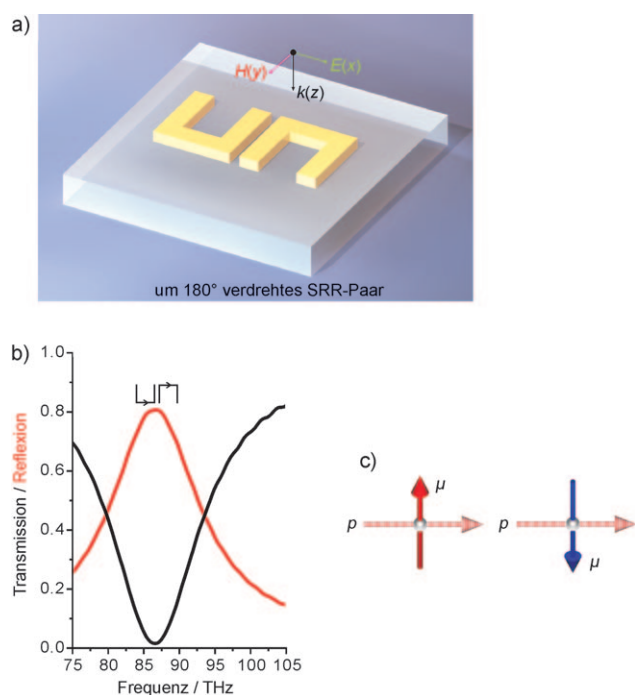 a)
H(y)
E(x)
k(z)
um 180° verdrehtes SRR-Paar
b)
Transmission / Reflexion
1.0
0.8
0.6
0.4
0.2
0.0
75 80 85 90 95 100 105
Frequenz / THz
c)
p μ
p μ